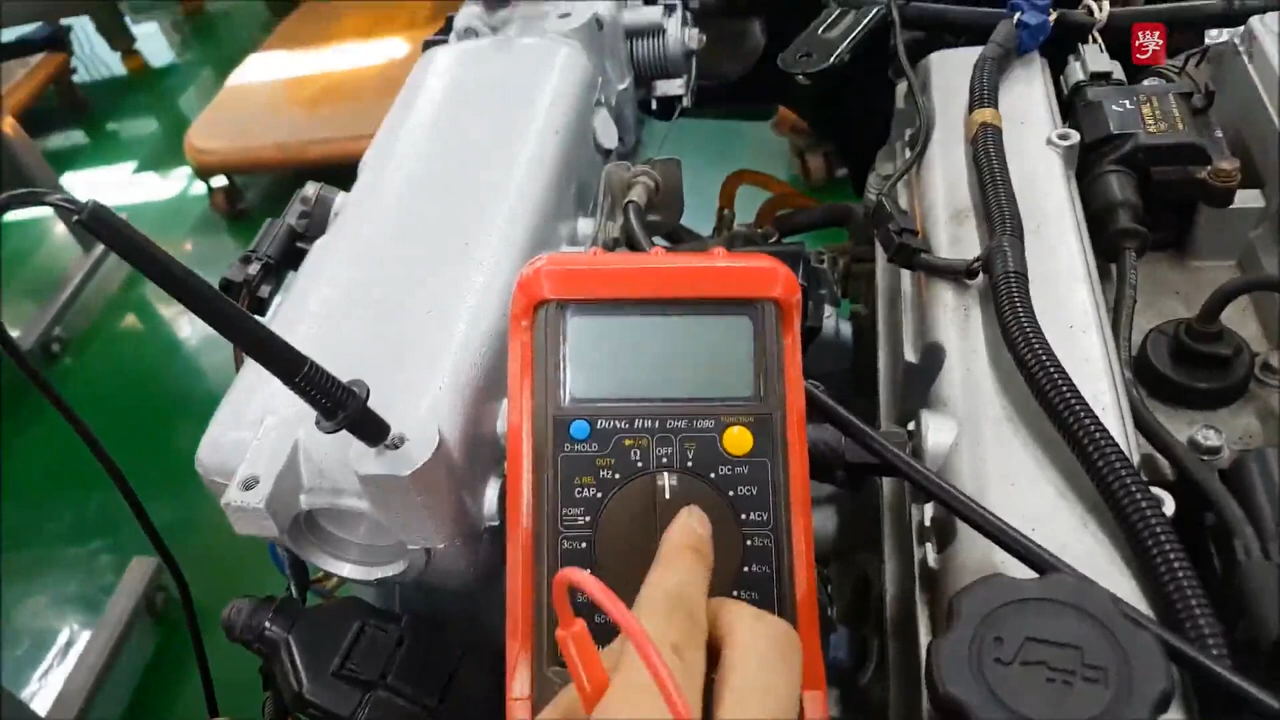 學
DONG HWA DHE-1090
FUNCTION
D-HOLD
OFF
V
Ω
DUTY
Hz
DC mV
Δ REL
CAP
DCV
POINT
ACV
3CYL
3CYL
4CYL
5CYL